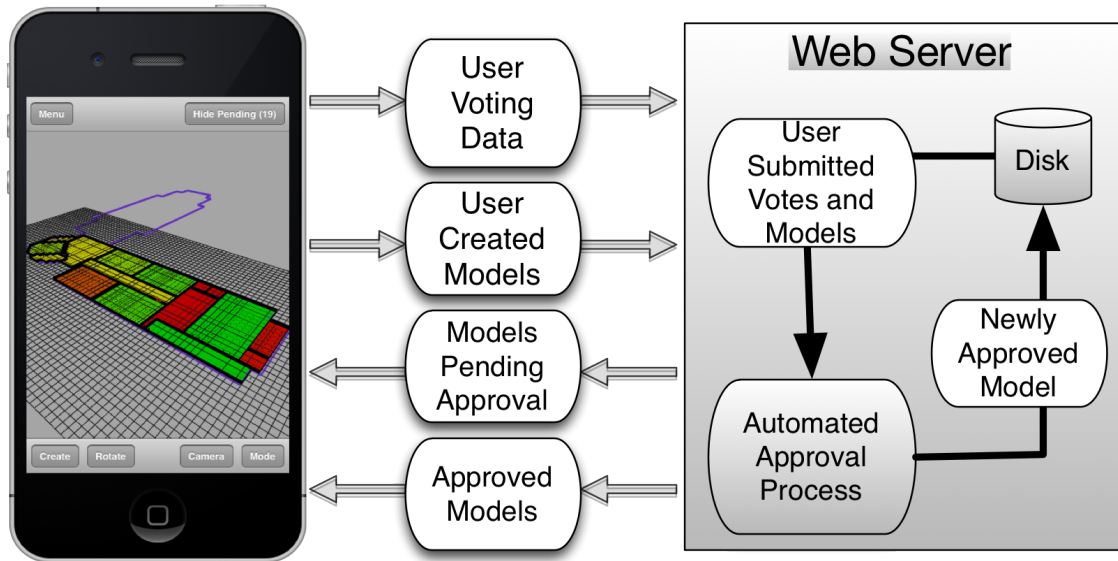 Menu
Hide Pending (19)
Create
Rotate
Camera
Mode
User
Voting
Data
User
Created
Models
Models
Pending
Approval
Approved
Models
Web Server
User
Submitted
Votes and
Models
Disk
Newly
Approved
Model
Automated
Approval
Process